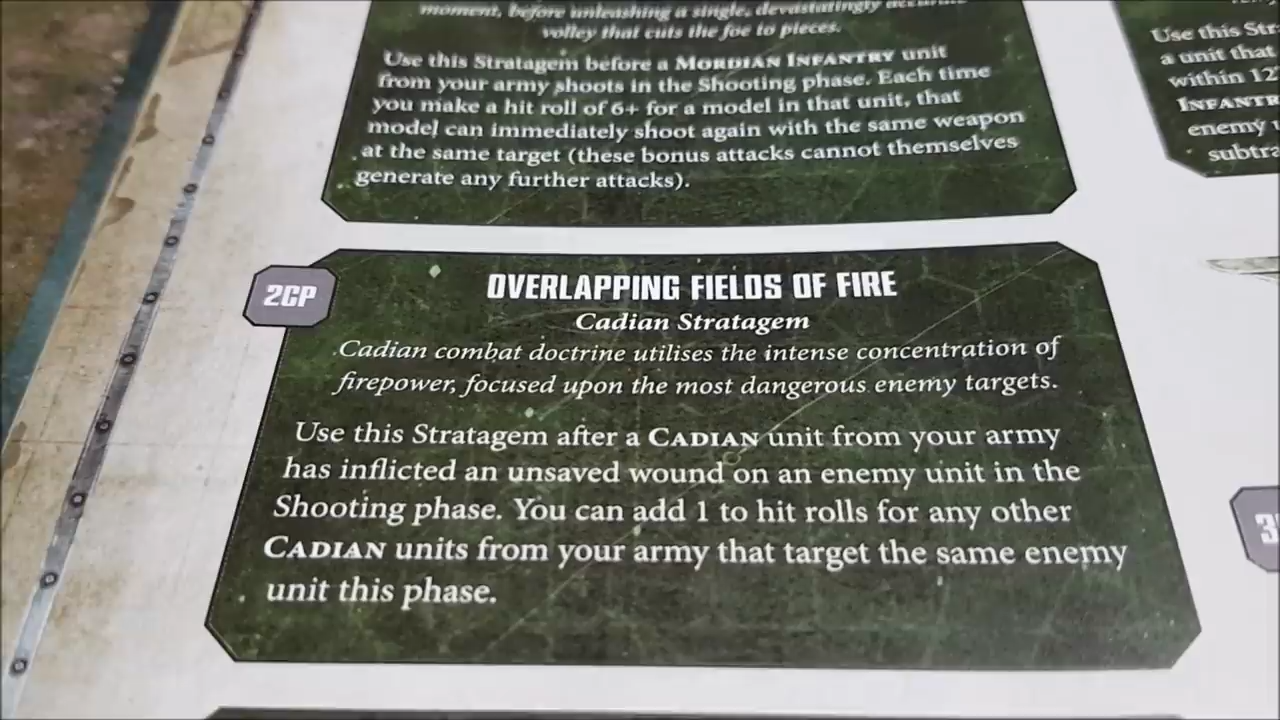 moment, before unleashing a single, devastatingly
volley that cuts the foe to pieces.
Use this Stratagem before a MORDIAN INFANTRY unit
from your army shoots in the Shooting phase. Each time
you make a hit roll of 6+ for a model in that unit, that
model can immediately shoot again with the same weapon
at the same target (these bonus attacks cannot themselves
generate any further attacks).
Use this
a unit that
within 12"
enemy
2CP
OVERLAPPING FIELDS OF FIRE
Cadian Stratagem
Cadian combat doctrine utilises the intense concentration of
firepower, focused upon the most dangerous enemy targets.
Use this Stratagem after a CADIAN unit from your army
has inflicted an unsaved wound on an enemy unit in the
Shooting phase. You can add 1 to hit rolls for any other
CADIAN units from your army that target the same enemy
unit this phase.